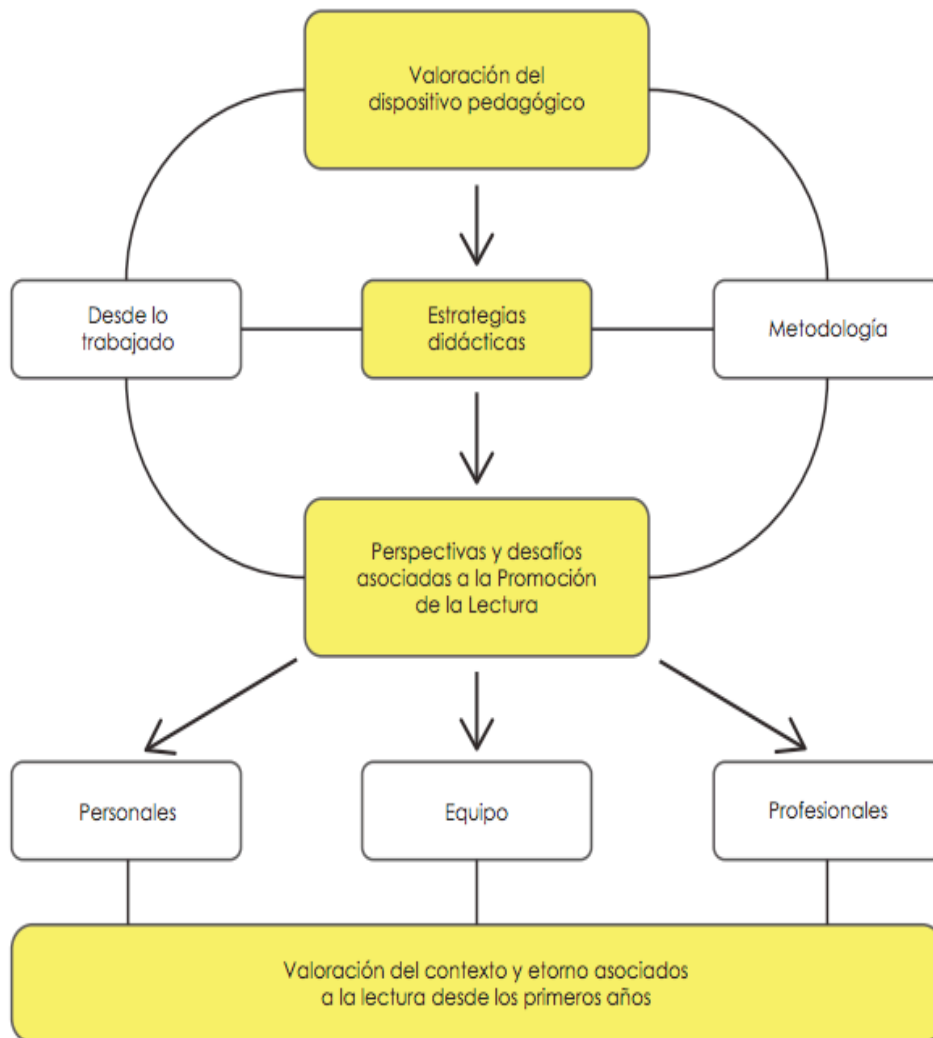 Valoración del
dispositivo pedagógico
Desde lo
trabajado
Estrategias
didácticas
Metodología
Perspectivas y desafíos
asociadas a la Promoción
de la Lectura
Personales
Equipo
Profesionales
Valoración del contexto y etorno asociados
a la lectura desde los primeros años